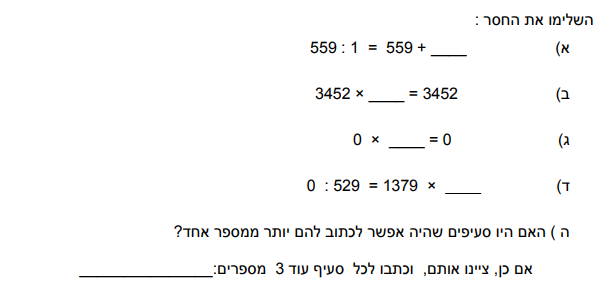 השלימו את החסר :
א) 559 : 1 = 559 + ____
ב) 3452 × ____ = 3452
ג) 0 × ____ = 0
ד) 0 : 529 = 1379 × ____
ה ) האם היו סעיפים שהיה אפשר לכתוב להם יותר ממספר אחד?
אם כן, ציינו אותם, וכתבו לכל סעיף עוד 3 מספרים:________________